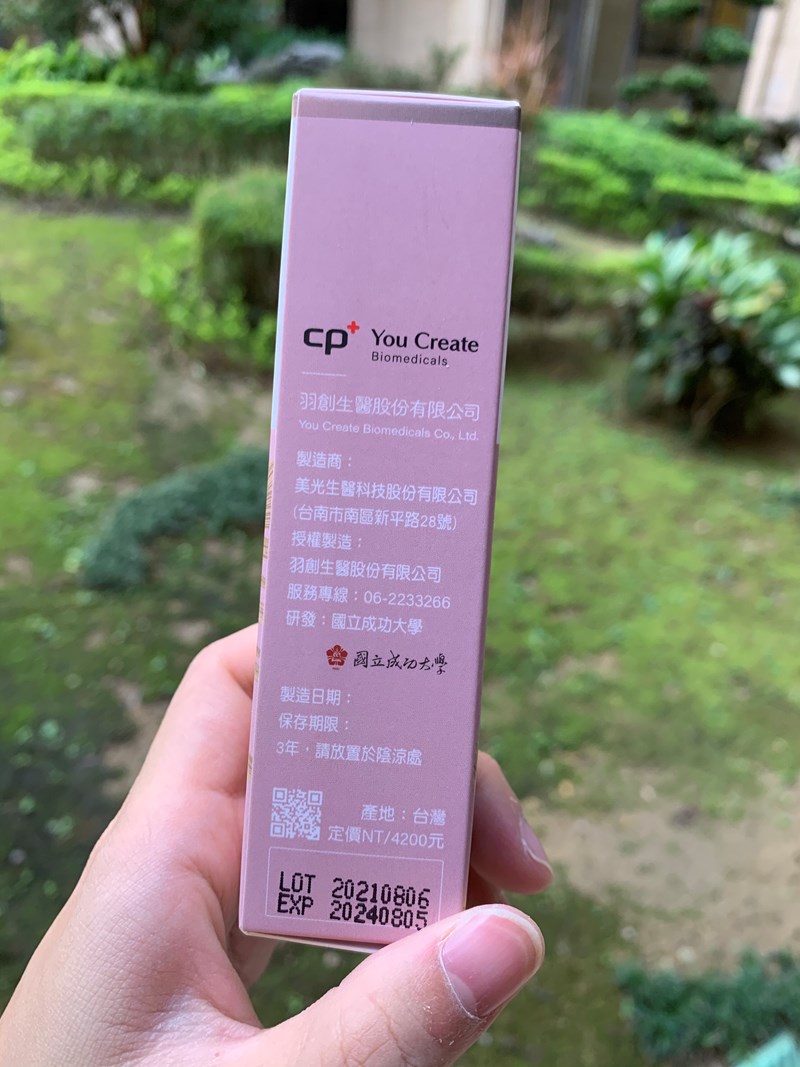 cp+ You Create
Biomedicals
羽創生醫股份有限公司
You Create Biomedicals Co., Ltd.
製造商：
美光生醫科技股份有限公司
(台南市南區新平路28號)
授權製造：
羽創生醫股份有限公司
服務專線：06-2233266
研發：國立成功大學
國立成功大學
製造日期：
保存期限：
3年，請放置於陰涼處
產地：台灣
定價NT/4200元
LOT 20210806
EXP 20240805